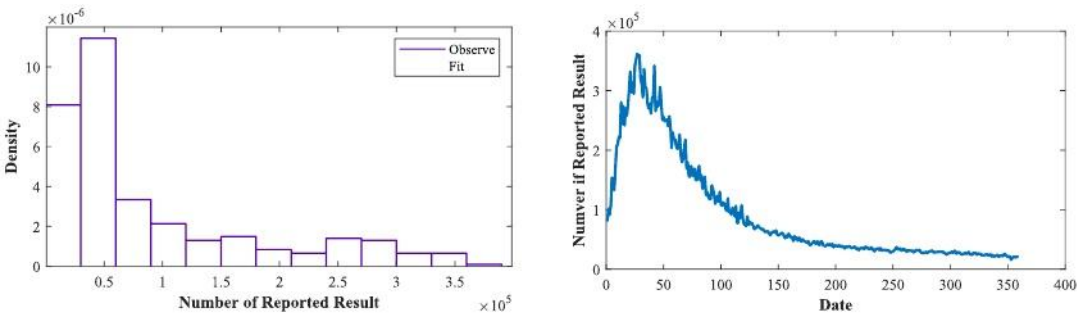 ×10⁻⁶
10
8
6
4
2
0
Density
Observe
Fit
0.5 1 1.5 2 2.5 3 3.5
×10⁵
Number of Reported Result
×10⁵
4
3
2
1
0
Numver if Reported Result
0 50 100 150 200 250 300 350 400
Date